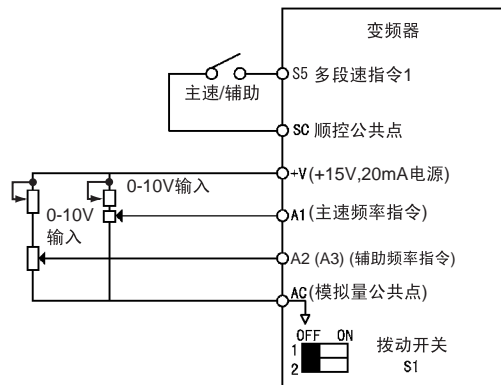 变频器
S5 多段速指令1
主速/辅助
SC 顺控公共点
+V(+15V,20mA电源)
0-10V输入
0-10V
输入
A1(主速频率指令)
A2 (A3) (辅助频率指令)
AC(模拟量公共点)
OFF ON
1
2
拨动开关
S1